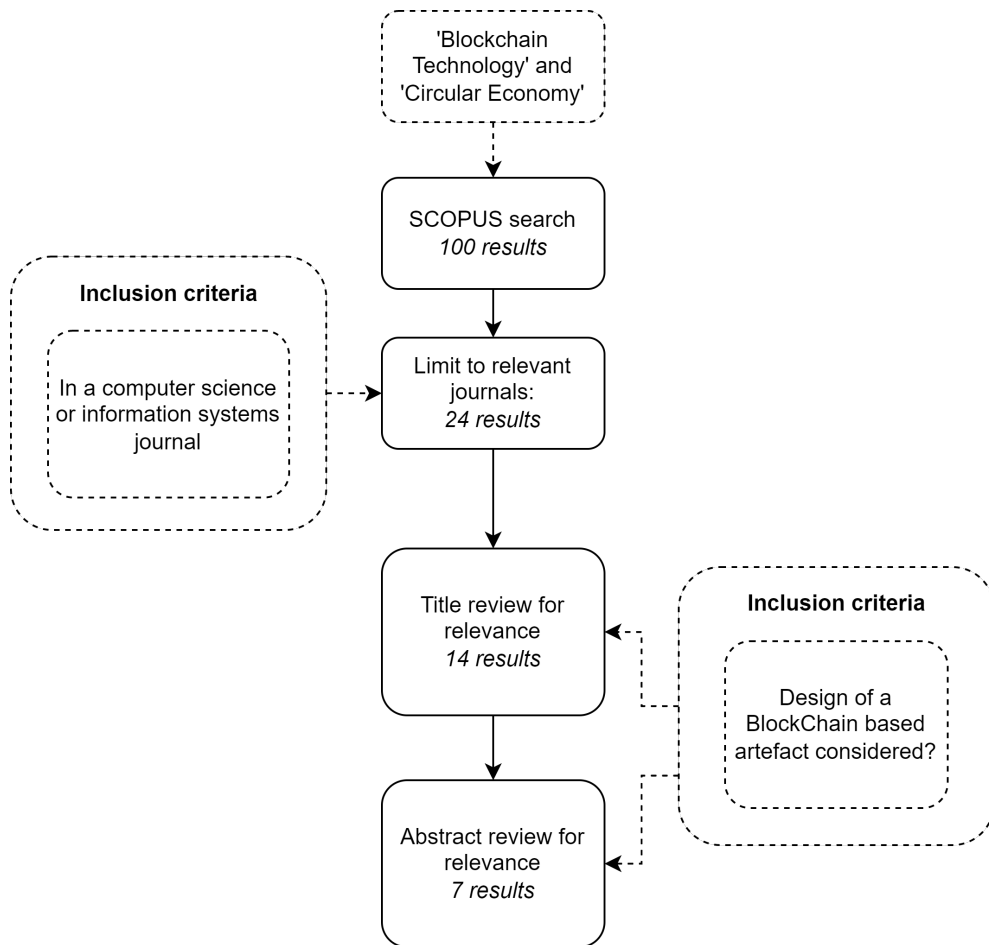 'Blockchain
Technology' and
'Circular Economy'
SCOPUS search
100 results
Inclusion criteria
In a computer science
or information systems
journal
Limit to relevant
journals:
24 results
Title review for
relevance
14 results
Inclusion criteria
Design of a
BlockChain based
artefact considered?
Abstract review for
relevance
7 results